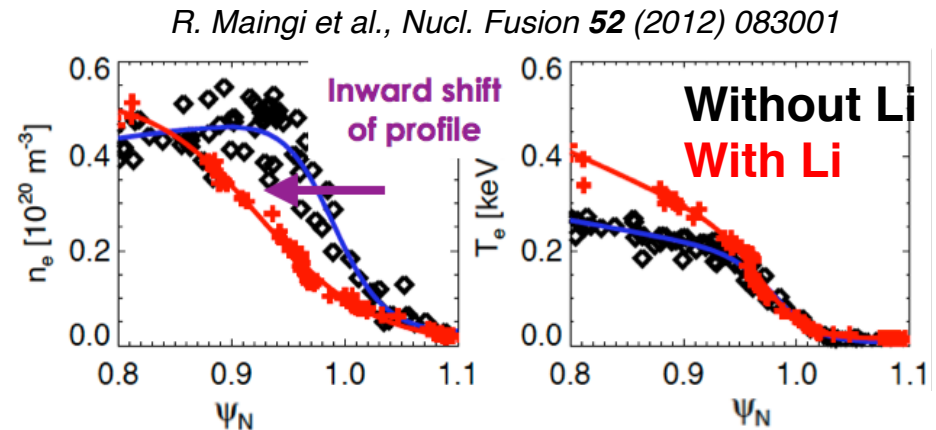 R. Maingi et al., Nucl. Fusion 52 (2012) 083001
Inward shift
of profile
n_e [10^20 m^-3]
0.6
0.4
0.2
0.0
0.8 0.9 1.0 1.1
Ψ_N
Without Li
With Li
T_e [keV]
0.6
0.4
0.2
0.0
0.8 0.9 1.0 1.1
Ψ_N